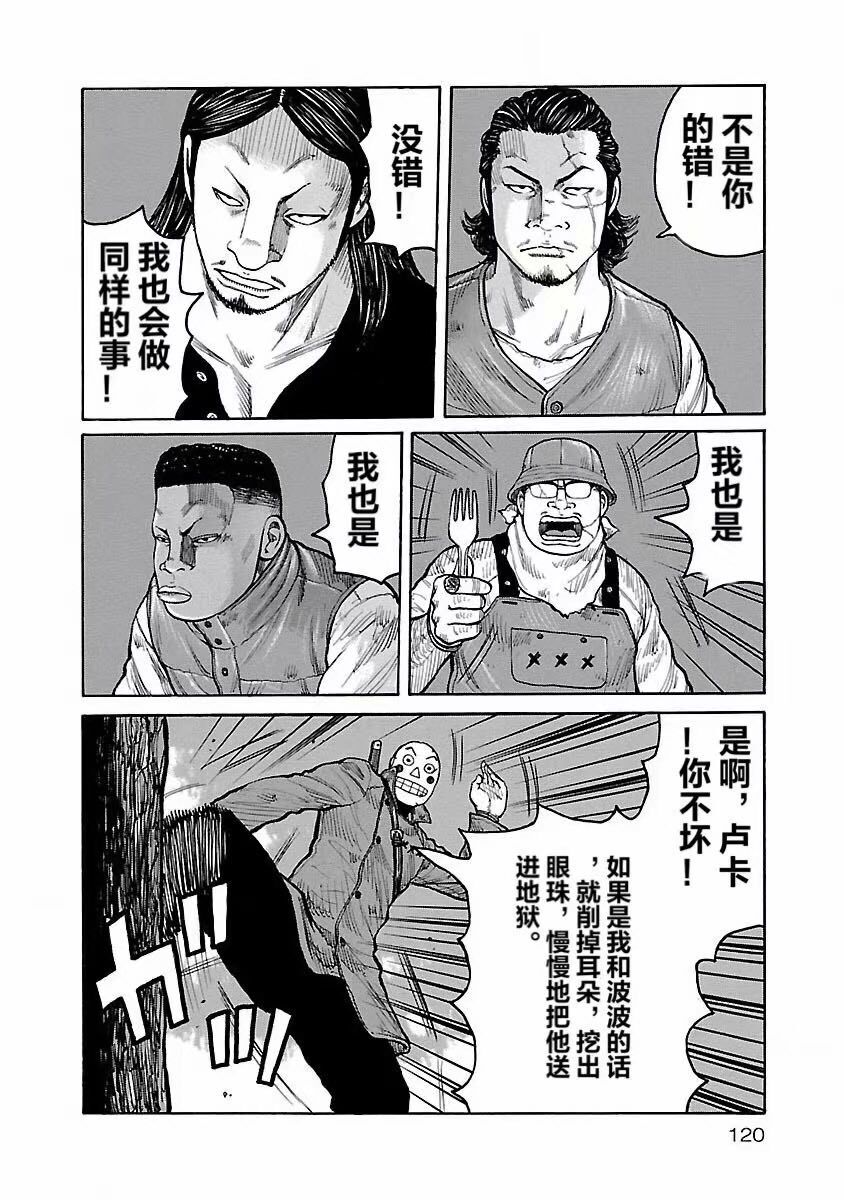 不是你
的错！
没错！
我也会做
同样的事！
我也是
我也是
是啊，卢卡
！你不坏！
如果是我和波波的话
，就削掉耳朵，挖出
眼珠，慢慢地把他送
进地狱。
ガッ!!!
120